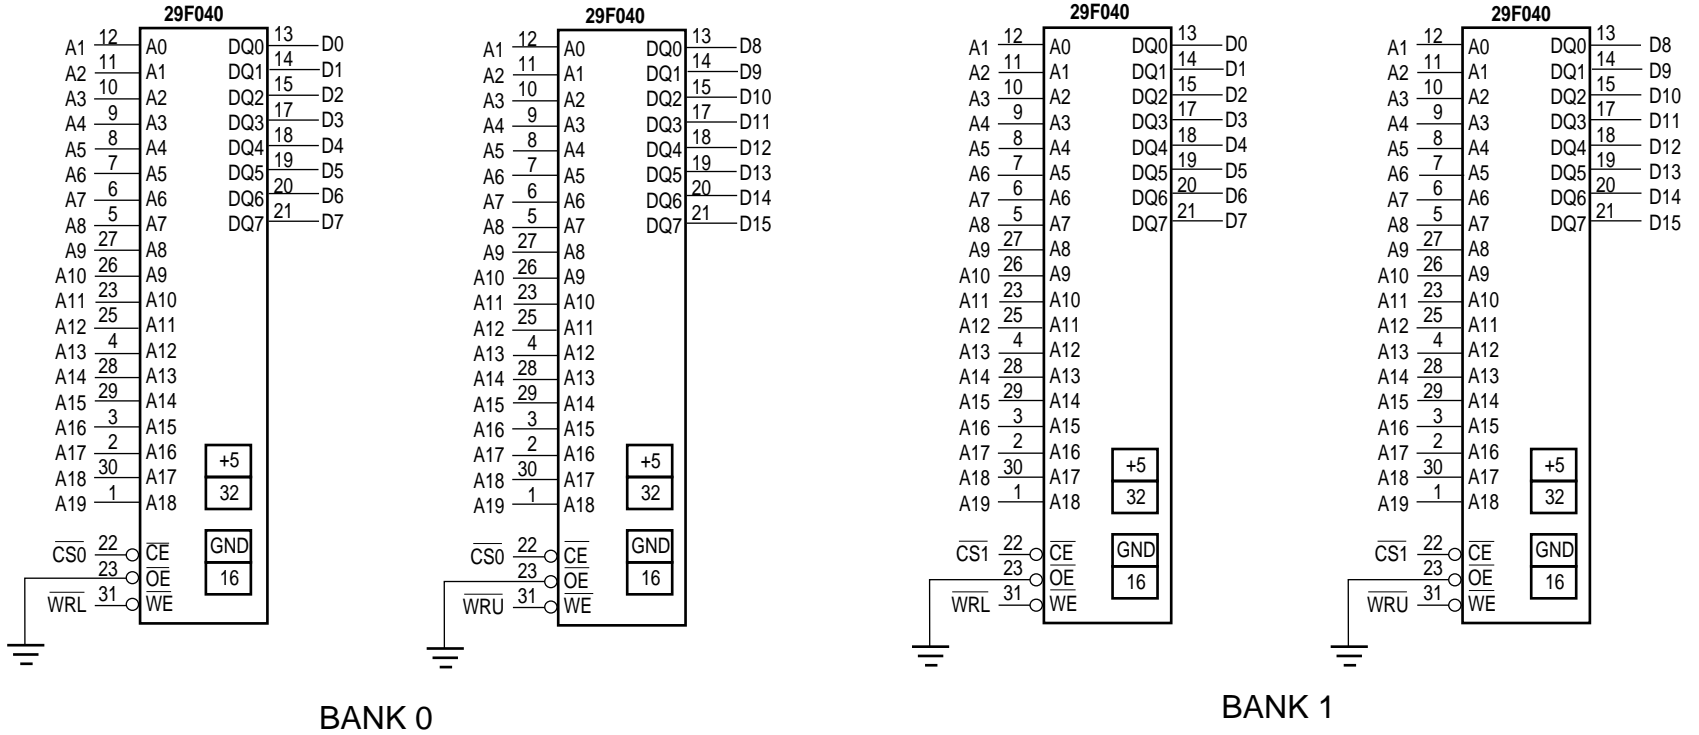 29F040
A1 12 A0 DQ0 13 D0
A2 11 A1 DQ1 14 D1
A3 10 A2 DQ2 15 D2
A4 9 A3 DQ3 17 D3
A5 8 A4 DQ4 18 D4
A6 7 A5 DQ5 19 D5
A7 6 A6 DQ6 20 D6
A8 5 A7 DQ7 21 D7
A9 27 A8
A10 26 A9
A11 23 A10
A12 25 A11
A13 4 A12
A14 28 A13
A15 29 A14
A16 3 A15
A17 2 A16 +5
A18 30 A17 32
A19 1 A18
CS0 22 CE GND
23 OE 16
WRL 31 WE
29F040
A1 12 A0 DQ0 13 D8
A2 11 A1 DQ1 14 D9
A3 10 A2 DQ2 15 D10
A4 9 A3 DQ3 17 D11
A5 8 A4 DQ4 18 D12
A6 7 A5 DQ5 19 D13
A7 6 A6 DQ6 20 D14
A8 5 A7 DQ7 21 D15
A9 27 A8
A10 26 A9
A11 23 A10
A12 25 A11
A13 4 A12
A14 28 A13
A15 29 A14
A16 3 A15
A17 2 A16 +5
A18 30 A17 32
A19 1 A18
CS0 22 CE GND
23 OE 16
WRU 31 WE
BANK 0
29F040
A1 12 A0 DQ0 13 D0
A2 11 A1 DQ1 14 D1
A3 10 A2 DQ2 15 D2
A4 9 A3 DQ3 17 D3
A5 8 A4 DQ4 18 D4
A6 7 A5 DQ5 19 D5
A7 6 A6 DQ6 20 D6
A8 5 A7 DQ7 21 D7
A9 27 A8
A10 26 A9
A11 23 A10
A12 25 A11
A13 4 A12
A14 28 A13
A15 29 A14
A16 3 A15
A17 2 A16 +5
A18 30 A17 32
A19 1 A18
CS1 22 CE GND
23 OE 16
WRL 31 WE
29F040
A1 12 A0 DQ0 13 D8
A2 11 A1 DQ1 14 D9
A3 10 A2 DQ2 15 D10
A4 9 A3 DQ3 17 D11
A5 8 A4 DQ4 18 D12
A6 7 A5 DQ5 19 D13
A7 6 A6 DQ6 20 D14
A8 5 A7 DQ7 21 D15
A9 27 A8
A10 26 A9
A11 23 A10
A12 25 A11
A13 4 A12
A14 28 A13
A15 29 A14
A16 3 A15
A17 2 A16 +5
A18 30 A17 32
A19 1 A18
CS1 22 CE GND
23 OE 16
WRU 31 WE
BANK 1